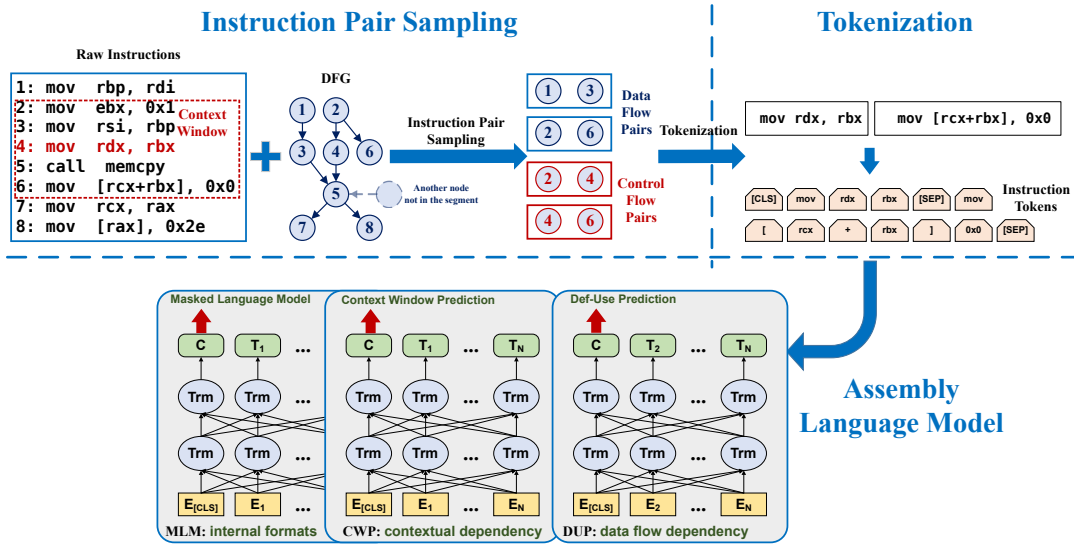 Instruction Pair Sampling
Tokenization
Raw Instructions
1: mov rbp, rdi
2: mov ebx, 0x1
3: mov rsi, rbp
4: mov rdx, rbx
5: call memcpy
6: mov [rcx+rbx], 0x0
7: mov rcx, rax
8: mov [rax], 0x2e
Context
Window
DFG
1 2
3 4 6
5
7 8
Another node
not in the segment
Instruction Pair
Sampling
1 3
2 6
2 4
4 6
Data
Flow
Pairs
Control
Flow
Pairs
Tokenization
mov rdx, rbx
mov [rcx+rbx], 0x0
[CLS] mov rdx rbx [SEP] mov
[ rcx + rbx ] 0x0 [SEP]
Instruction
Tokens
Masked Language Model
C T1 ...
Trm Trm ...
Trm Trm ...
E[CLS] E1 ...
MLM: internal formats
Context Window Prediction
C T1 ... TN
Trm Trm ... Trm
Trm Trm ... Trm
E[CLS] E1 ... EN
CWP: contextual dependency
Def-Use Prediction
C T2 ... TN
Trm Trm ... Trm
Trm Trm ... Trm
E[CLS] E2 ... EN
DUP: data flow dependency
Assembly
Language Model